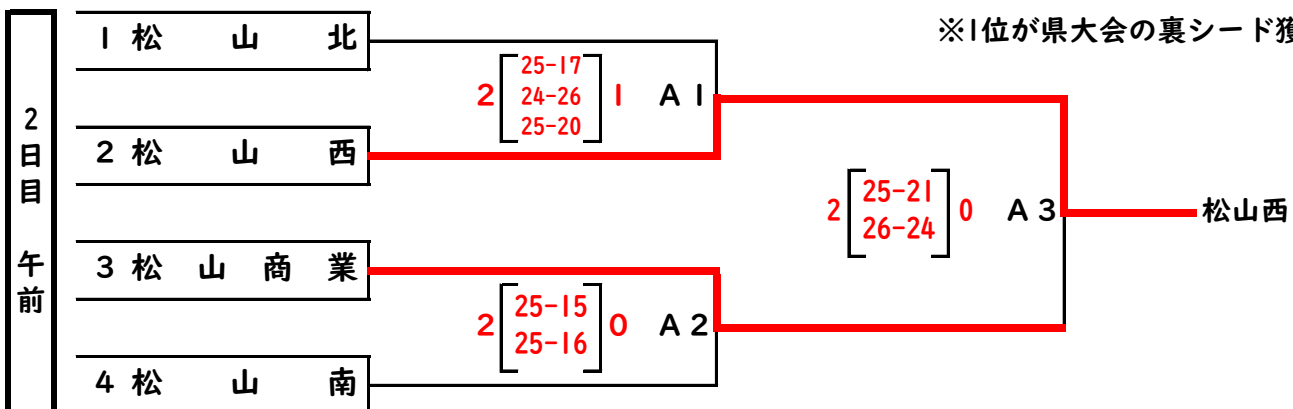 ※1位が県大会の裏シード獲
2日目 午前
1 松山北
2 [25-17 24-26 25-20] 1 A1
2 松山西
2 [25-21 26-24] 0 A3
松山西
3 松山商業
2 [25-15 25-16] 0 A2
4 松山南